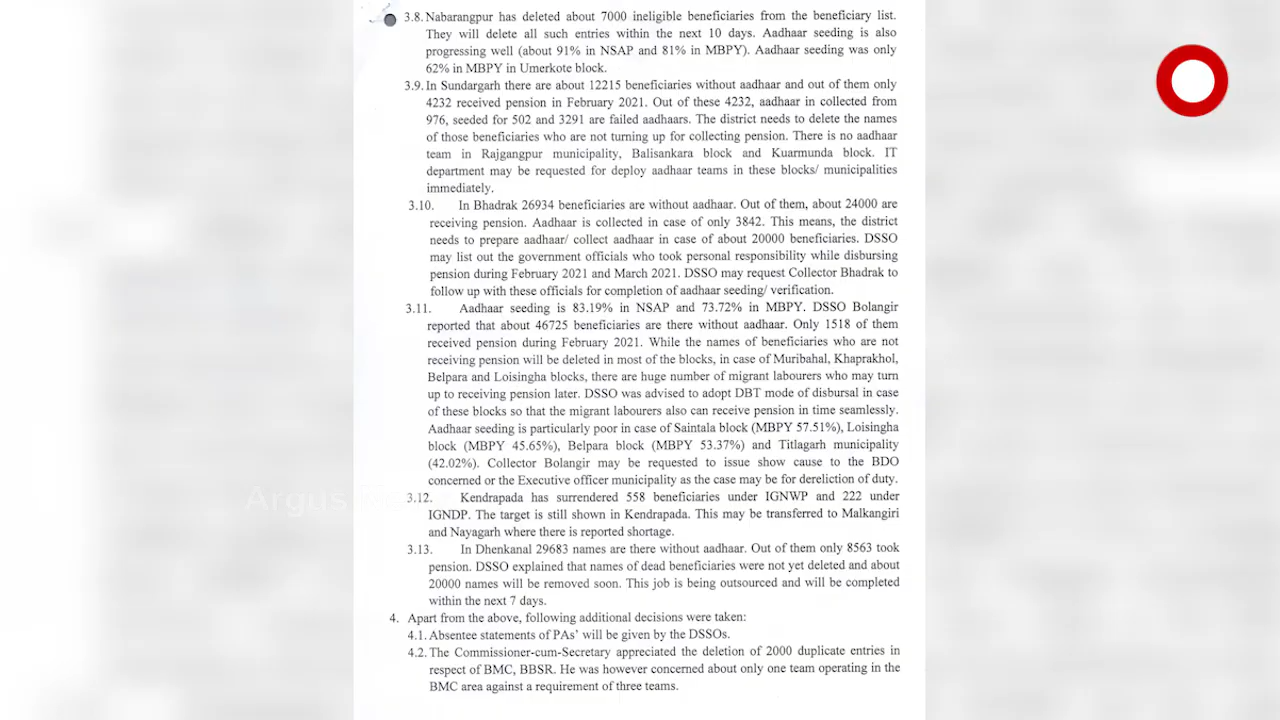 3.8. Nabarangpur has deleted about 7000 ineligible beneficiaries from the beneficiary list.
They will delete all such entries within the next 10 days. Aadhaar seeding is also
progressing well (about 91% in NSAP and 81% in MBPY). Aadhaar seeding was only
62% in MBPY in Umerkote block.
3.9. In Sundargarh there are about 12215 beneficiaries without aadhaar and out of them only
4232 received pension in February 2021. Out of these 4232, aadhaar in collected from
976, seeded for 502 and 3291 are failed aadhaars. The district needs to delete the names
of those beneficiaries who are not turning up for collecting pension. There is no aadhaar
team in Rajgangpur municipality, Balisankara block and Kuarmunda block. IT
department may be requested for deploy aadhaar teams in these blocks/ municipalities
immediately.
3.10. In Bhadrak 26934 beneficiaries are without aadhaar. Out of them, about 24000 are
receiving pension. Aadhaar is collected in case of only 3842. This means, the district
needs to prepare aadhaar/ collect aadhaar in case of about 20000 beneficiaries. DSSO
may list out the government officials who took personal responsibility while disbursing
pension during February 2021 and March 2021. DSSO may request Collector Bhadrak to
follow up with these officials for completion of aadhaar seeding/ verification.
3.11. Aadhaar seeding is 83.19% in NSAP and 73.72% in MBPY. DSSO Bolangir
reported that about 46725 beneficiaries are there without aadhaar. Only 1518 of them
received pension during February 2021. While the names of beneficiaries who are not
receiving pension will be deleted in most of the blocks, in case of Muribahal, Khaprakhol,
Belpara and Loisingha blocks, there are huge number of migrant labourers who may turn
up to receiving pension later. DSSO was advised to adopt DBT mode of disbursal in case
of these blocks so that the migrant labourers also can receive pension in time seamlessly.
Aadhaar seeding is particularly poor in case of Saintala block (MBPY 57.51%), Loisingha
block (MBPY 45.65%), Belpara block (MBPY 53.37%) and Titlagarh municipality
(42.02%). Collector Bolangir may be requested to issue show cause to the BDO
concerned or the Executive officer municipality as the case may be for dereliction of duty.
Argus
3.12. Kendrapada has surrendered 558 beneficiaries under IGNWP and 222 under
IGNDP. The target is still shown in Kendrapada. This may be transferred to Malkangiri
and Nayagarh where there is reported shortage.
3.13. In Dhenkanal 29683 names are there without aadhaar. Out of them only 8563 took
pension. DSSO explained that names of dead beneficiaries were not yet deleted and about
20000 names will be removed soon. This job is being outsourced and will be completed
within the next 7 days.
4. Apart from the above, following additional decisions were taken:
4.1. Absentee statements of PAs' will be given by the DSSOs.
4.2. The Commissioner-cum-Secretary appreciated the deletion of 2000 duplicate entries in
respect of BMC, BBSR. He was however concerned about only one team operating in the
BMC area against a requirement of three teams.